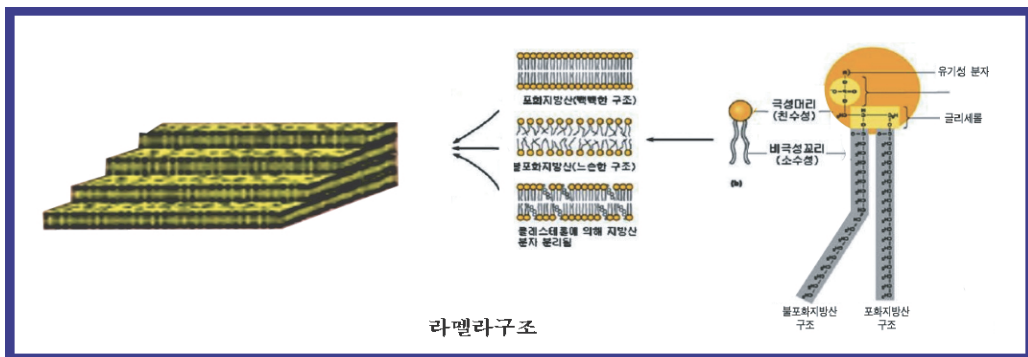 포화지방산(빽빽한 구조)
불포화지방산(느슨한 구조)
콜레스테롤에 의해 지방산
분자 분리됨
극성머리
(친수성)
비극성꼬리
(소수성)
(b)
유기성 분자
글리세롤
불포화지방산
구조
포화지방산
구조
라멜라구조